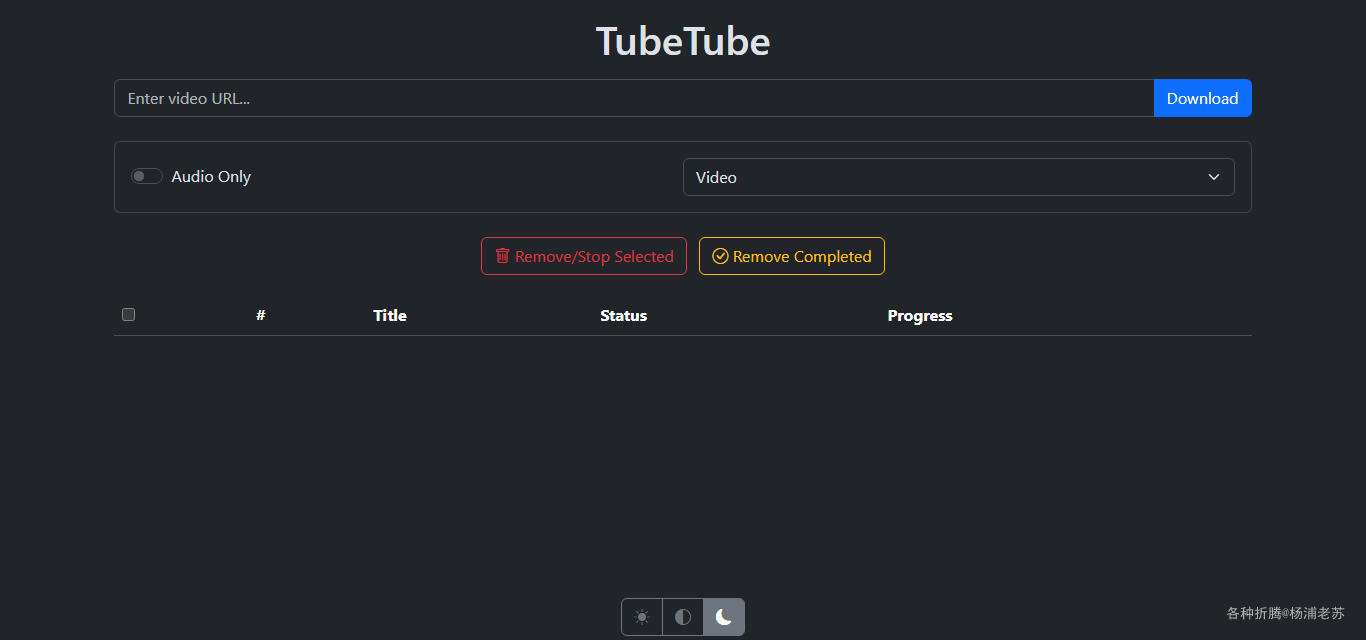 TubeTube
Enter video URL... Download
Audio Only Video
Remove/Stop Selected Remove Completed
# Title Status Progress
各种折腾@杨浦老苏